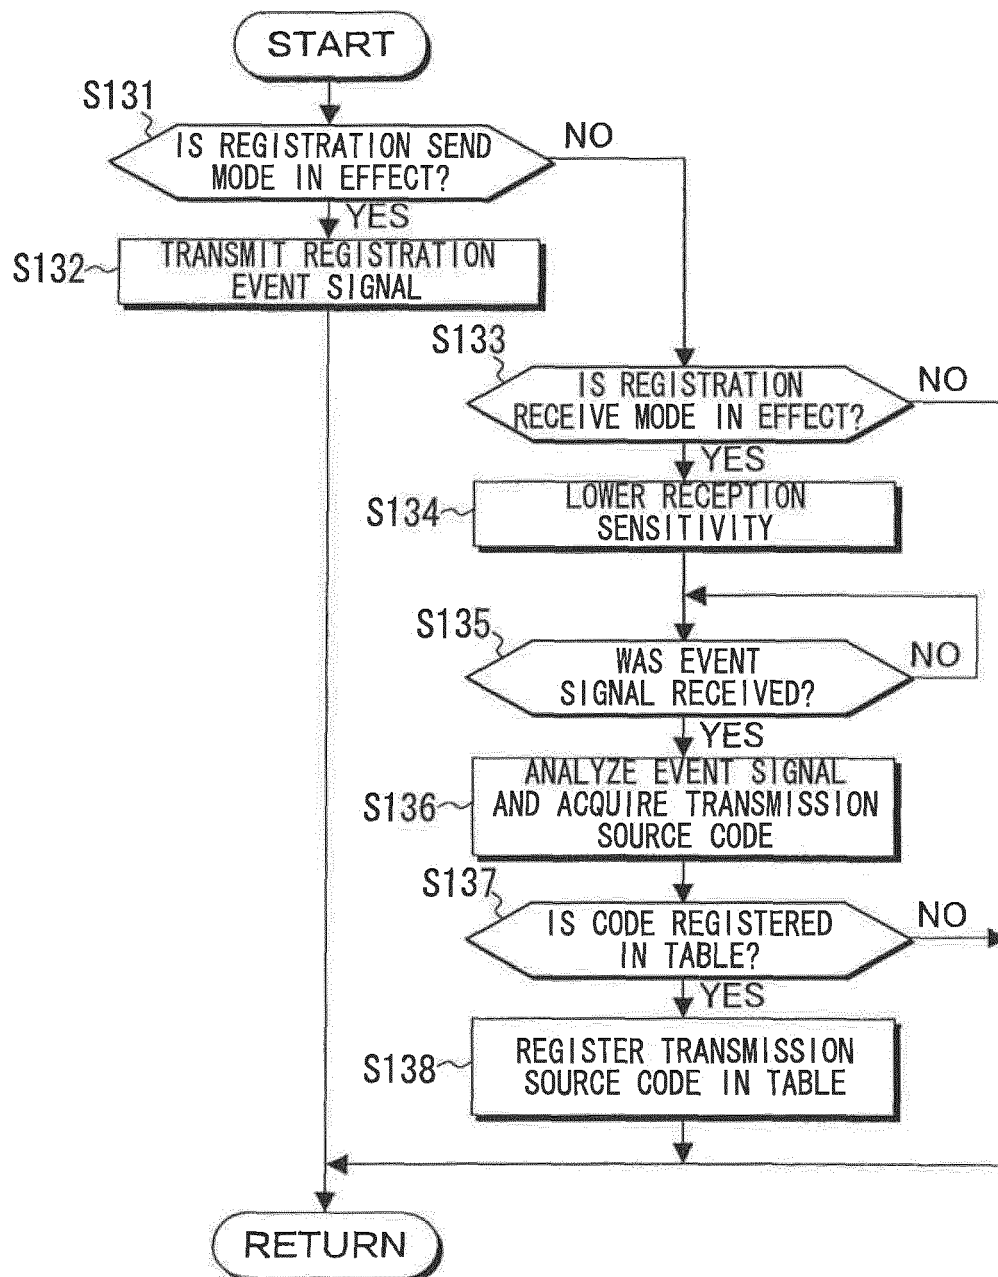 START
S131
IS REGISTRATION SEND
MODE IN EFFECT?
NO
YES
S132
TRANSMIT REGISTRATION
EVENT SIGNAL
S133
IS REGISTRATION
RECEIVE MODE IN EFFECT?
NO
YES
S134
LOWER RECEPTION
SENSITIVITY
S135
WAS EVENT
SIGNAL RECEIVED?
NO
YES
S136
ANALYZE EVENT SIGNAL
AND ACQUIRE TRANSMISSION
SOURCE CODE
S137
IS CODE REGISTERED
IN TABLE?
NO
YES
S138
REGISTER TRANSMISSION
SOURCE CODE IN TABLE
RETURN